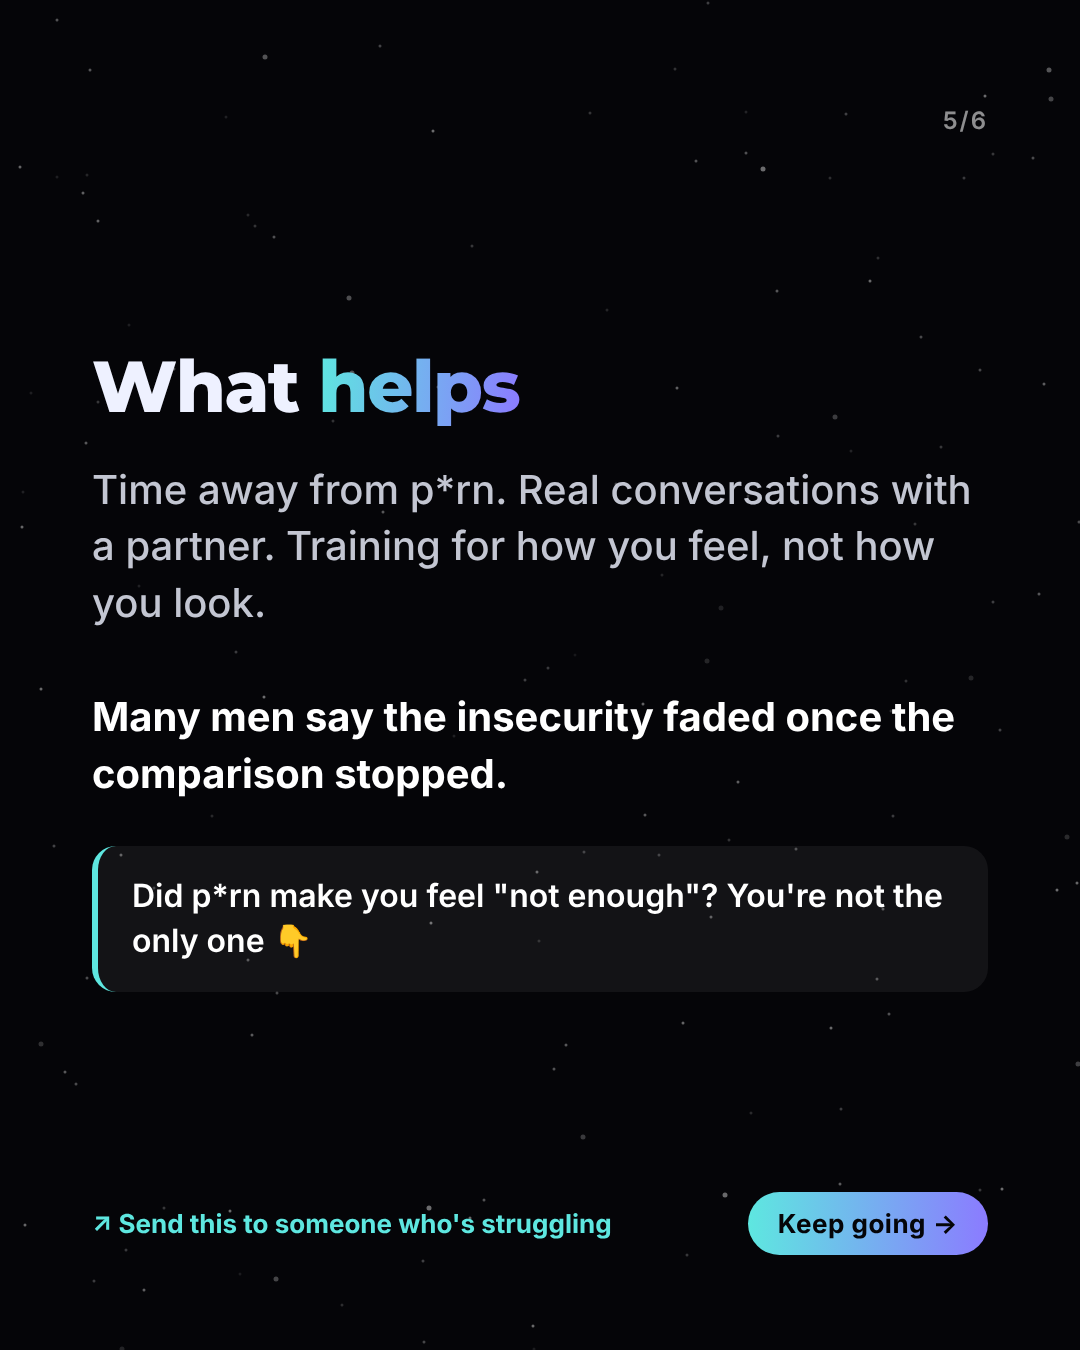 5/6
What helps
Time away from p*rn. Real conversations with
a partner. Training for how you feel, not how
you look.
Many men say the insecurity faded once the
comparison stopped.
Did p*rn make you feel "not enough"? You're not the
only one 👇
↗ Send this to someone who's struggling
Keep going →